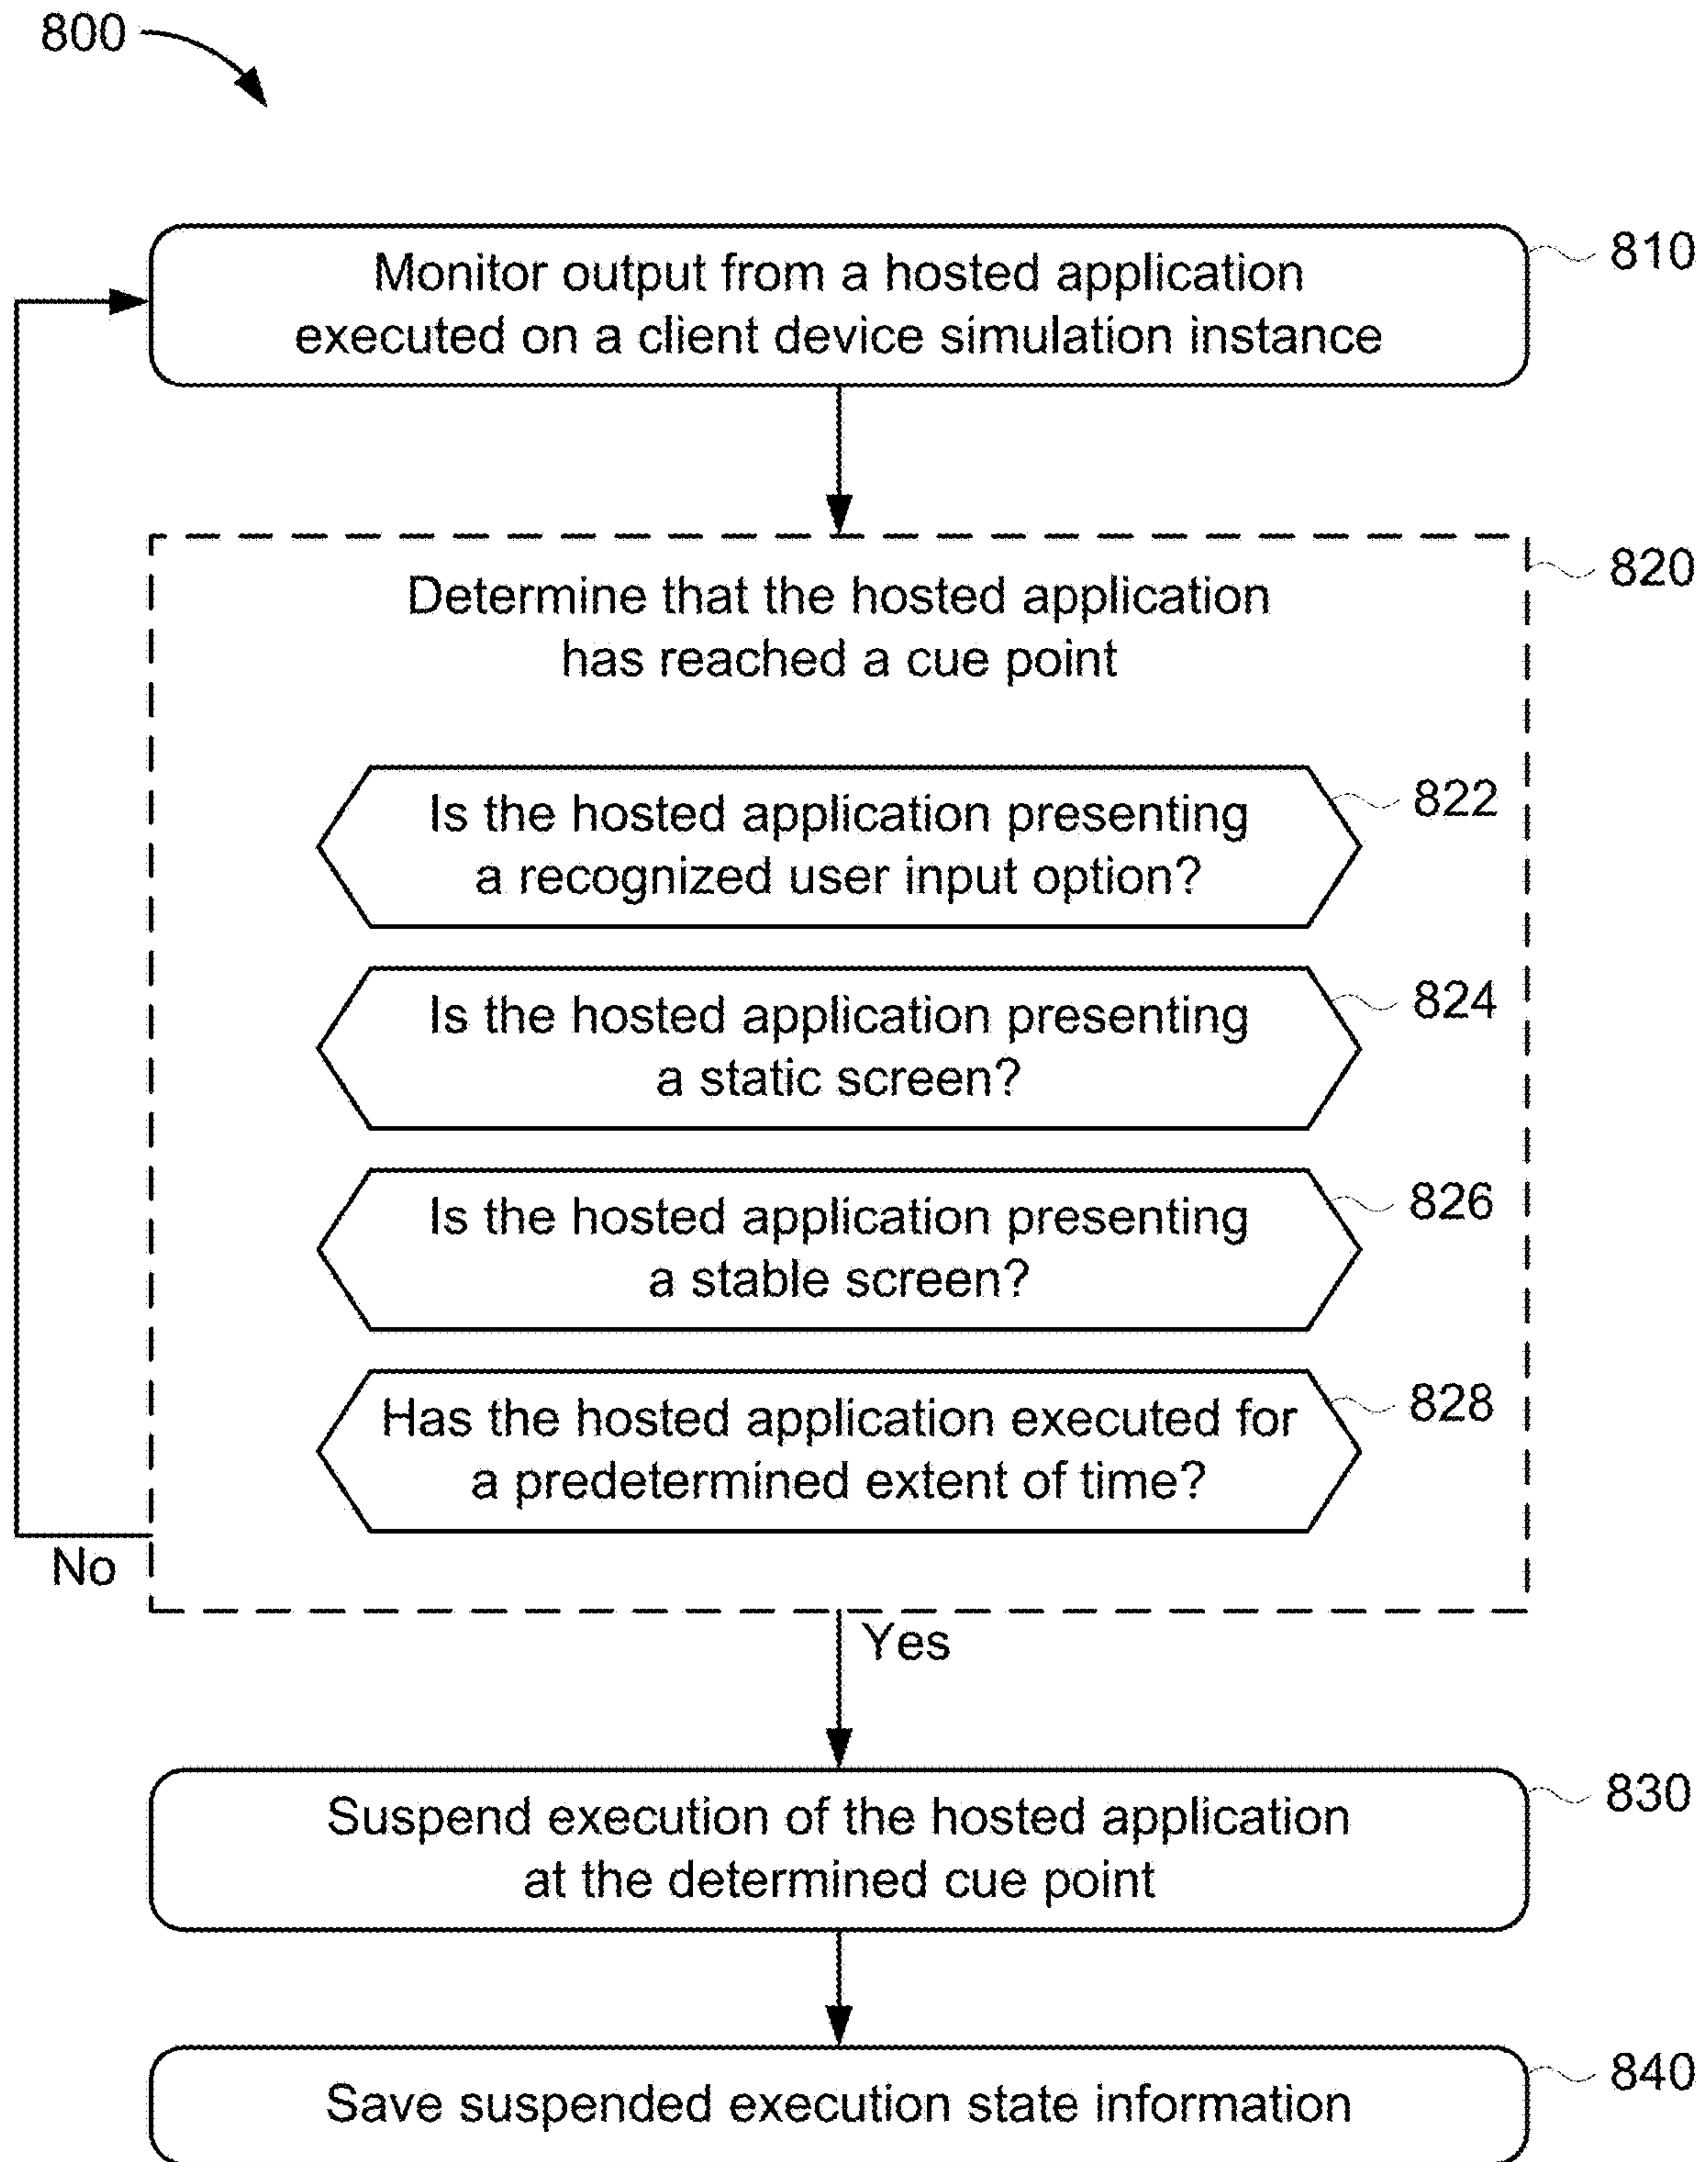 800
Monitor output from a hosted application
executed on a client device simulation instance
810
Determine that the hosted application
has reached a cue point
820
Is the hosted application presenting
a recognized user input option?
822
Is the hosted application presenting
a static screen?
824
Is the hosted application presenting
a stable screen?
826
Has the hosted application executed for
a predetermined extent of time?
828
No
Yes
Suspend execution of the hosted application
at the determined cue point
830
Save suspended execution state information
840